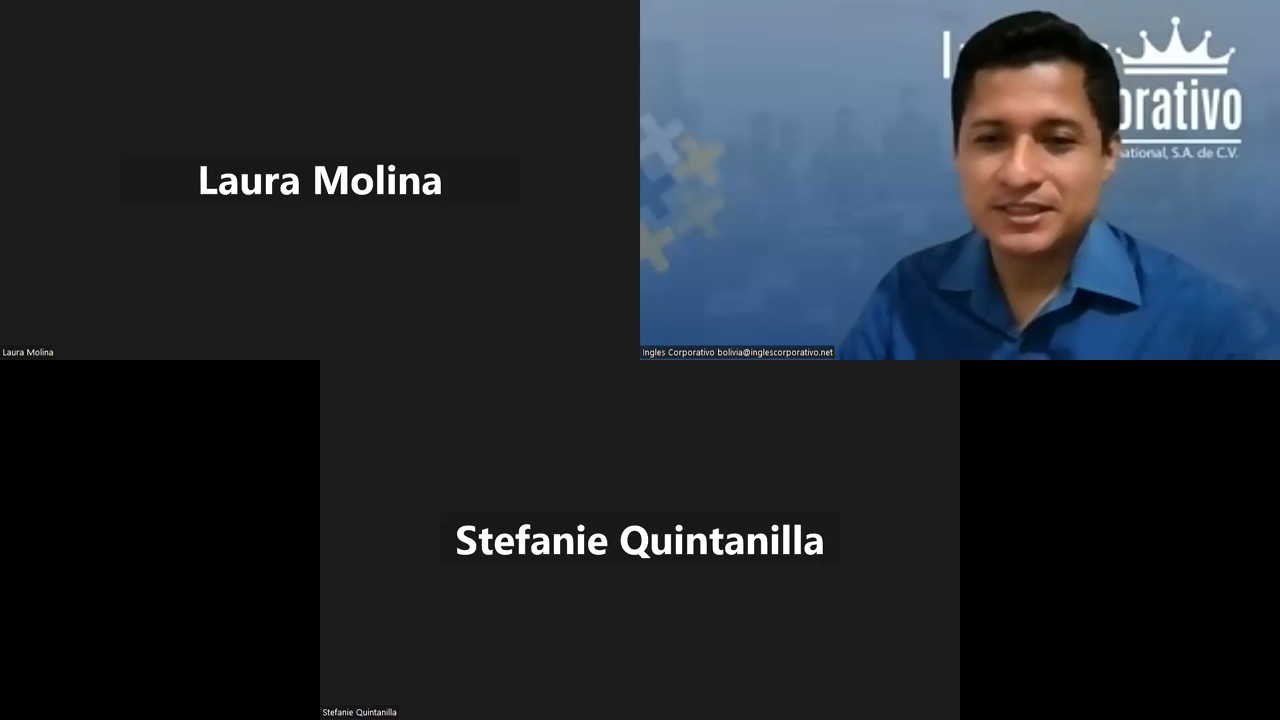 Laura Molina
Laura Molina
orativo
national, S.A. de C.V.
Ingles Corporativo bolivia@inglescorporativo.net
Stefanie Quintanilla
Stefanie Quintanilla